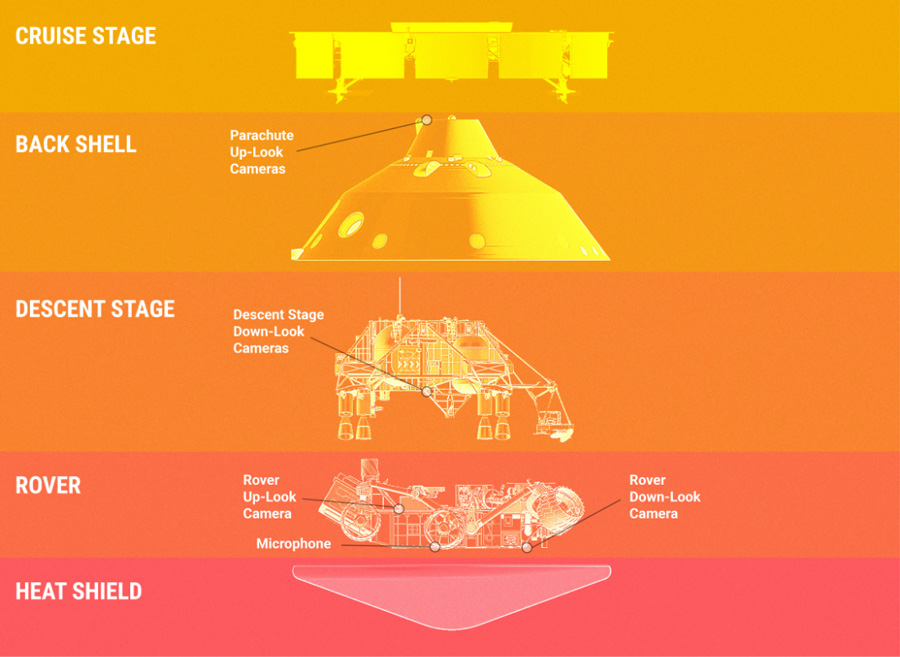 CRUISE STAGE
BACK SHELL
Parachute
Up-Look
Cameras
DESCENT STAGE
Descent Stage
Down-Look
Cameras
ROVER
Rover
Up-Look
Camera
Rover
Down-Look
Camera
Microphone
HEAT SHIELD